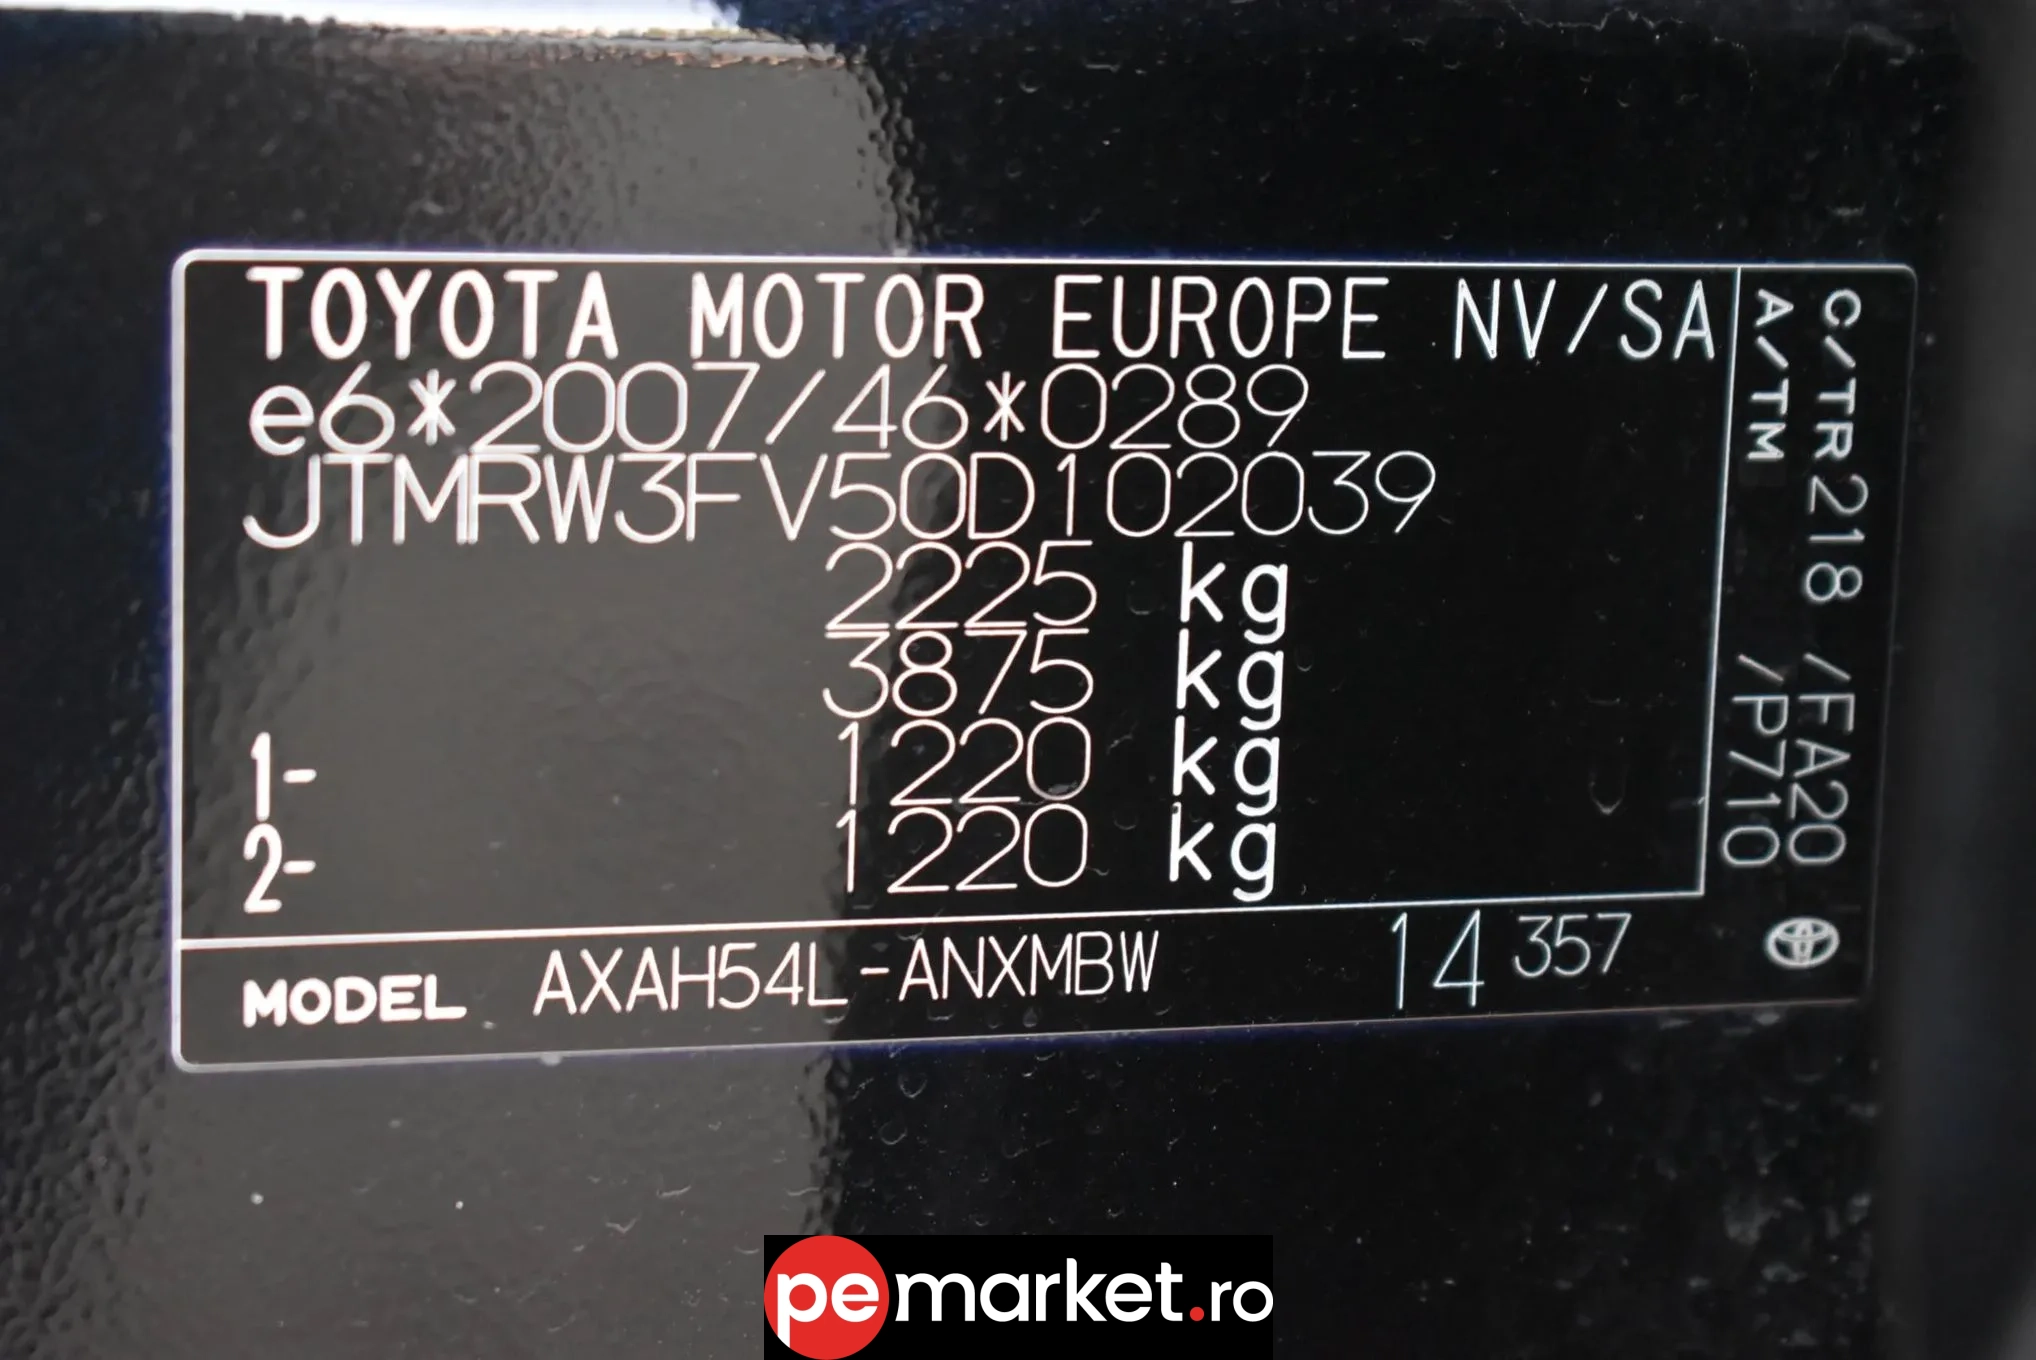 TOYOTA MOTOR EUROPE NV/SA
e6*2007/46*0289
JTMRW3FV50D102039
2225 kg
3875 kg
1- 1220 kg
2- 1220 kg
MODEL AXAH54L-ANXMBW 14 357
C/TR218 /FA20
A/TM /P710
pemarket.ro